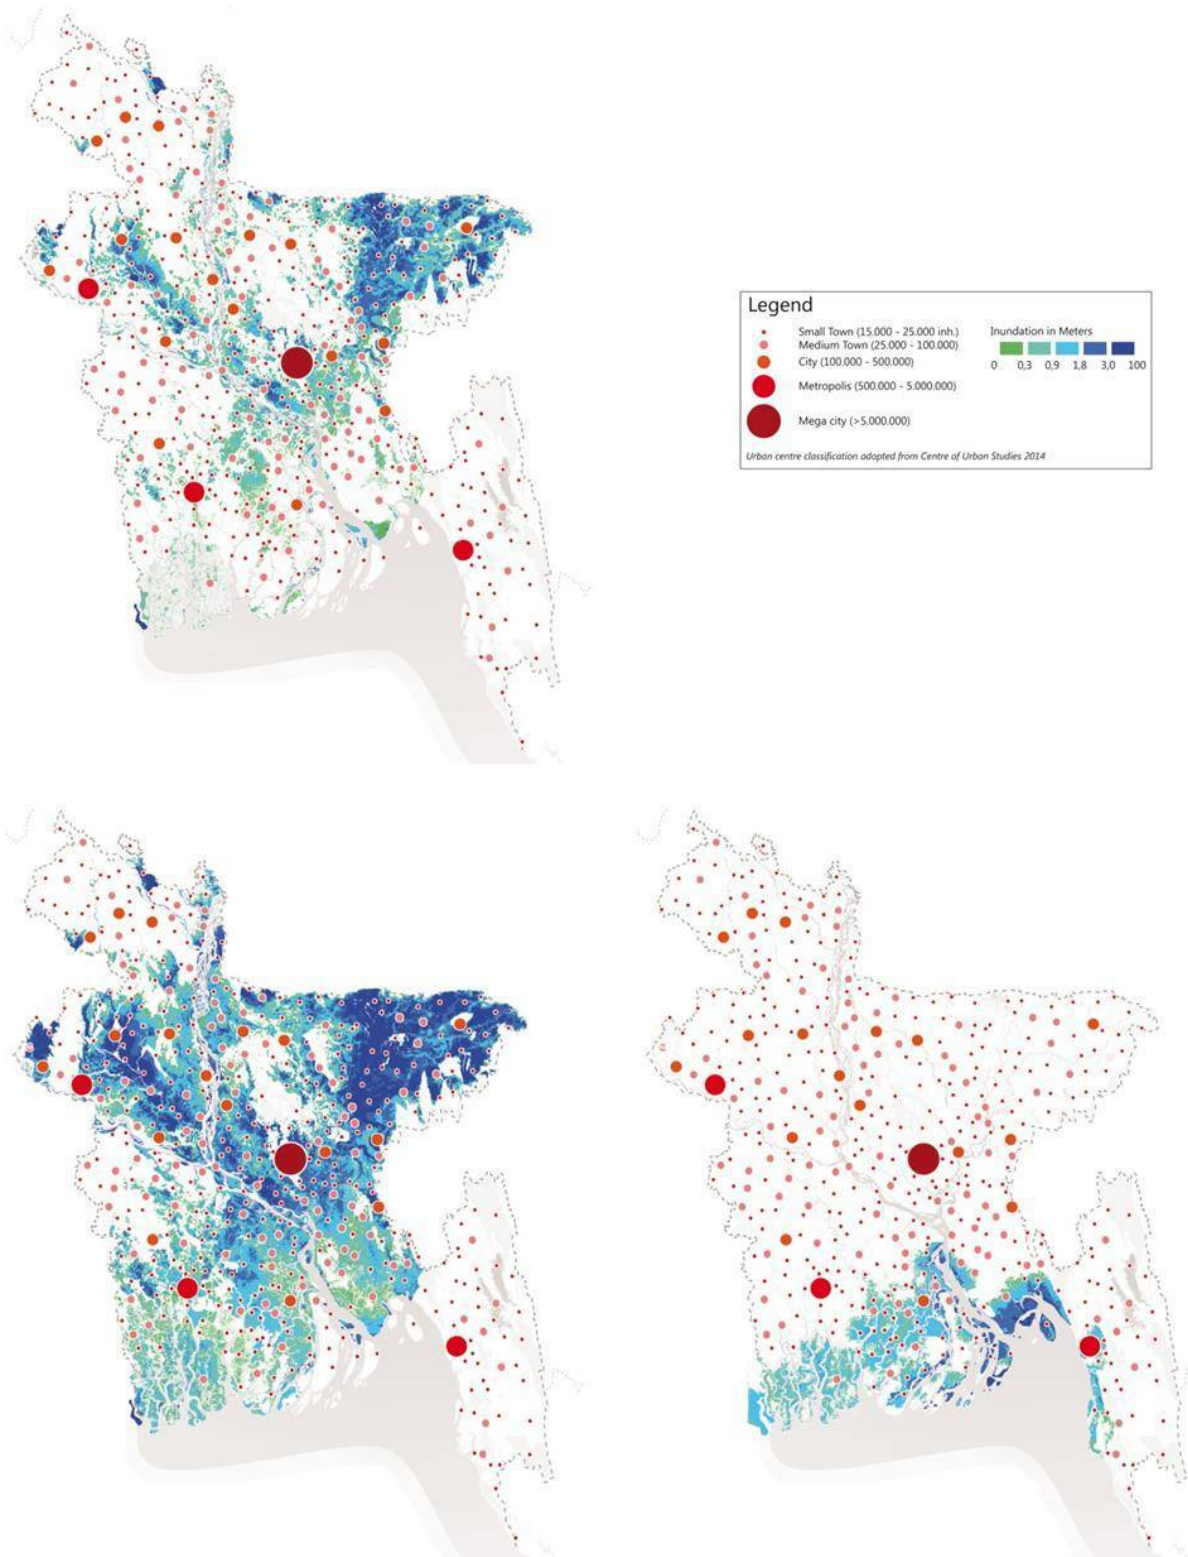 Legend
Small Town (15.000 - 25.000 inh.)
Medium Town (25.000 - 100.000)
City (100.000 - 500.000)
Metropolis (500.000 - 5.000.000)
Mega city (>5.000.000)
Inundation in Meters
0 0,3 0,9 1,8 3,0 100
Urban centre classification adopted from Centre of Urban Studies 2014